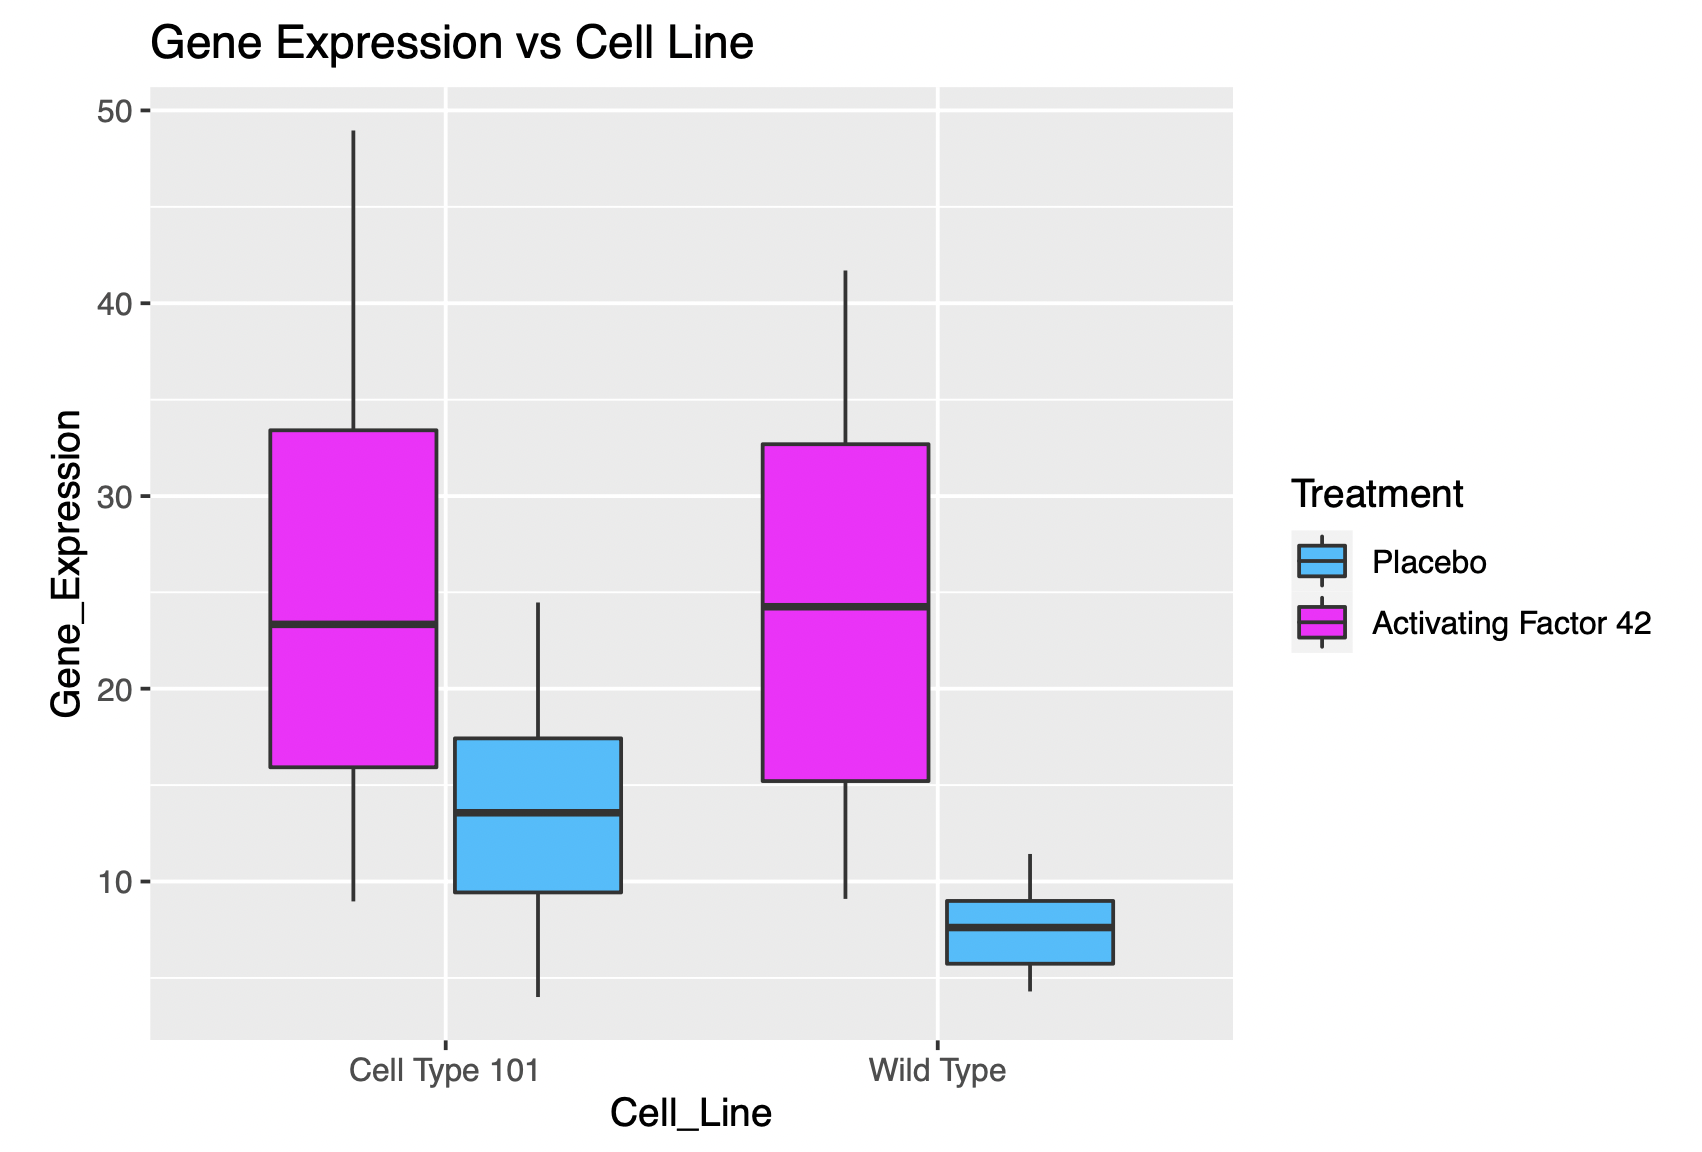 Gene Expression vs Cell Line
50
40
30
20
10
Gene_Expression
Cell Type 101
Wild Type
Cell_Line
Treatment
Placebo
Activating Factor 42